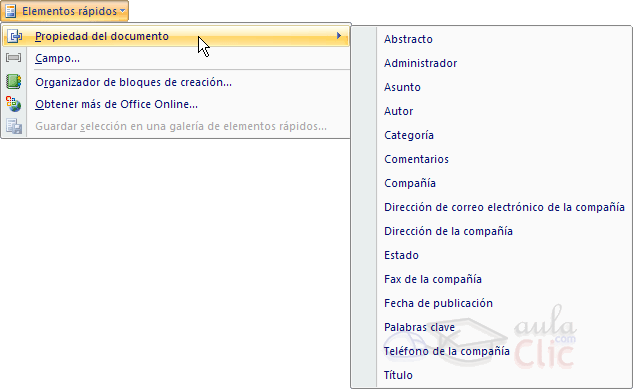 Elementos rápidos
Propiedad del documento
Campo...
Organizador de bloques de creación...
Obtener más de Office Online...
Guardar selección en una galería de elementos rápidos...
Abstracto
Administrador
Asunto
Autor
Categoría
Comentarios
Compañía
Dirección de correo electrónico de la compañía
Dirección de la compañía
Estado
Fax de la compañía
Fecha de publicación
Palabras clave
Teléfono de la compañía
Título
aula
.com
Clic